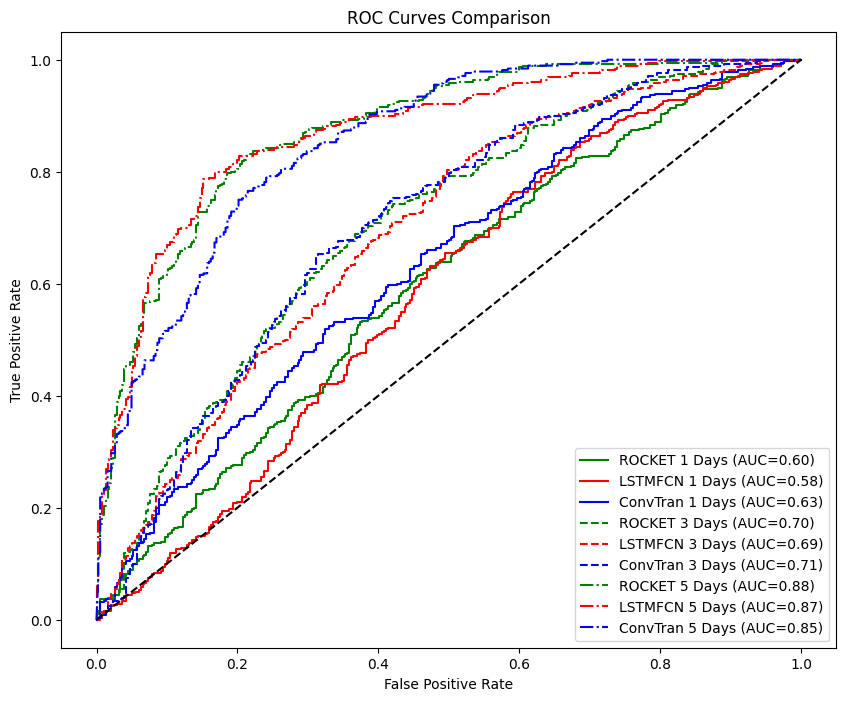 ROC Curves Comparison
1.0
0.8
0.6
0.4
0.2
0.0
True Positive Rate
0.0 0.2 0.4 0.6 0.8 1.0
False Positive Rate
ROCKET 1 Days (AUC=0.60)
LSTMFCN 1 Days (AUC=0.58)
ConvTran 1 Days (AUC=0.63)
ROCKET 3 Days (AUC=0.70)
LSTMFCN 3 Days (AUC=0.69)
ConvTran 3 Days (AUC=0.71)
ROCKET 5 Days (AUC=0.88)
LSTMFCN 5 Days (AUC=0.87)
ConvTran 5 Days (AUC=0.85)